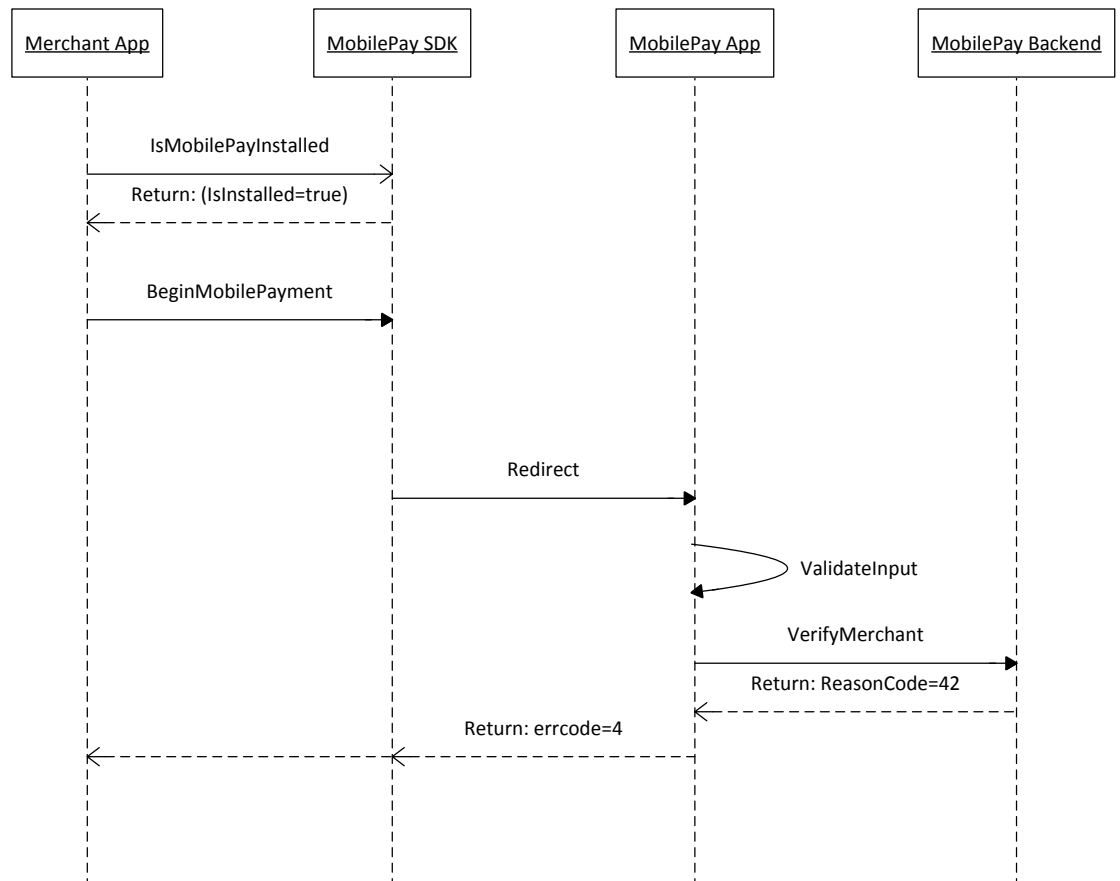 Merchant App
MobilePay SDK
MobilePay App
MobilePay Backend
IsMobilePayInstalled
Return: (IsInstalled=true)
BeginMobilePayment
Redirect
ValidateInput
VerifyMerchant
Return: ReasonCode=42
Return: errcode=4